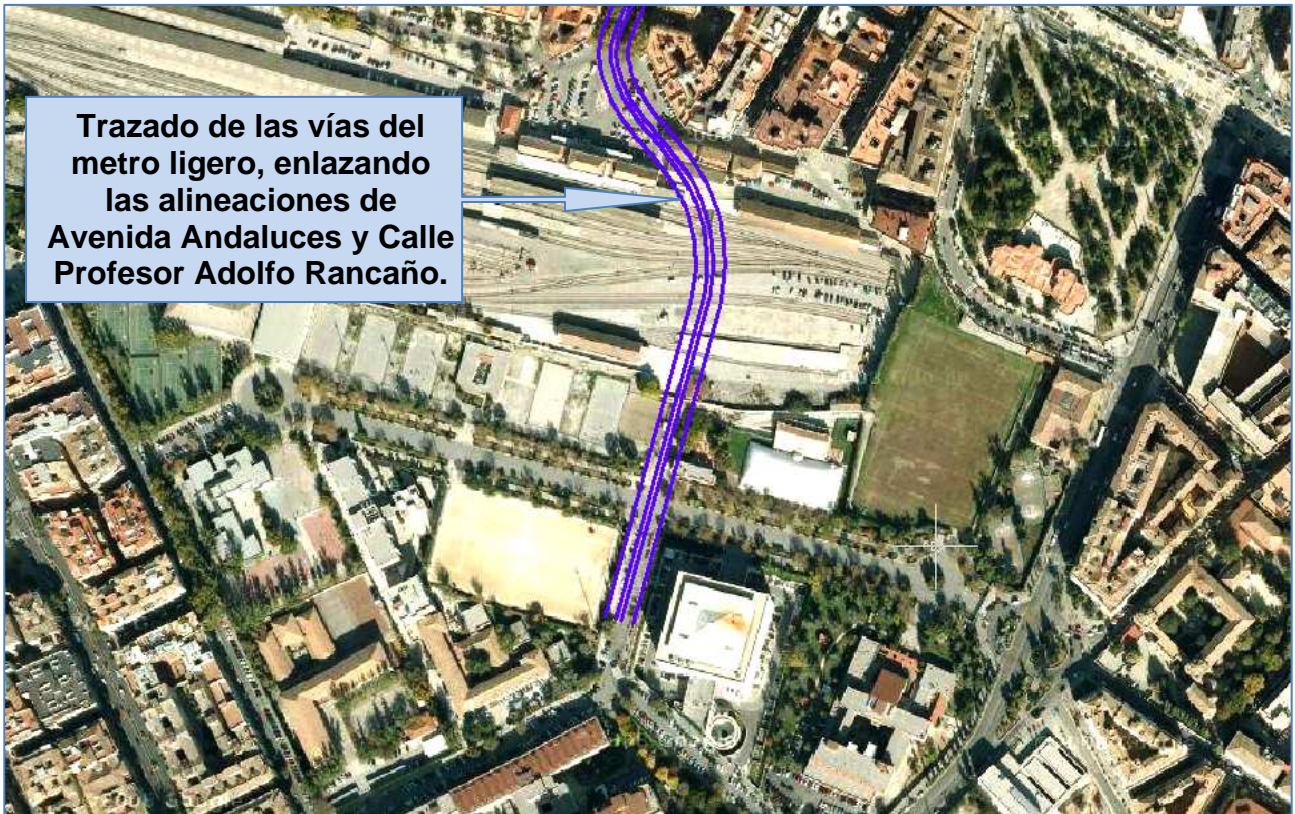 Trazado de las vías del
metro ligero, enlazando
las alineaciones de
Avenida Andaluces y Calle
Profesor Adolfo Rancaño.